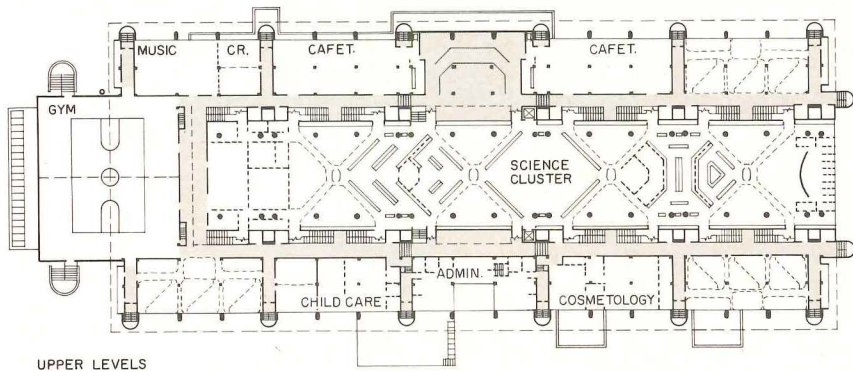 MUSIC CR. CAFET. CAFET.
GYM
SCIENCE
CLUSTER
ADMIN.
CHILD CARE COSMETOLOGY
UPPER LEVELS